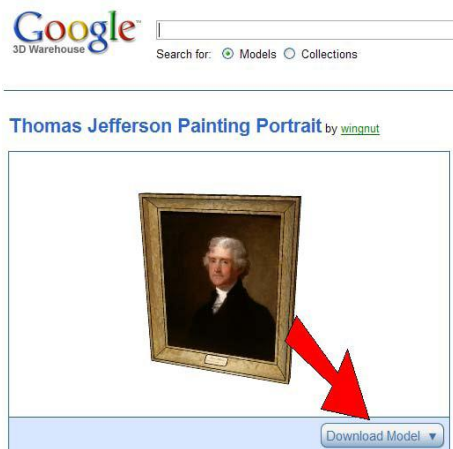 Google
3D Warehouse
Search for: Models Collections
Thomas Jefferson Painting Portrait by wingnut
Download Model